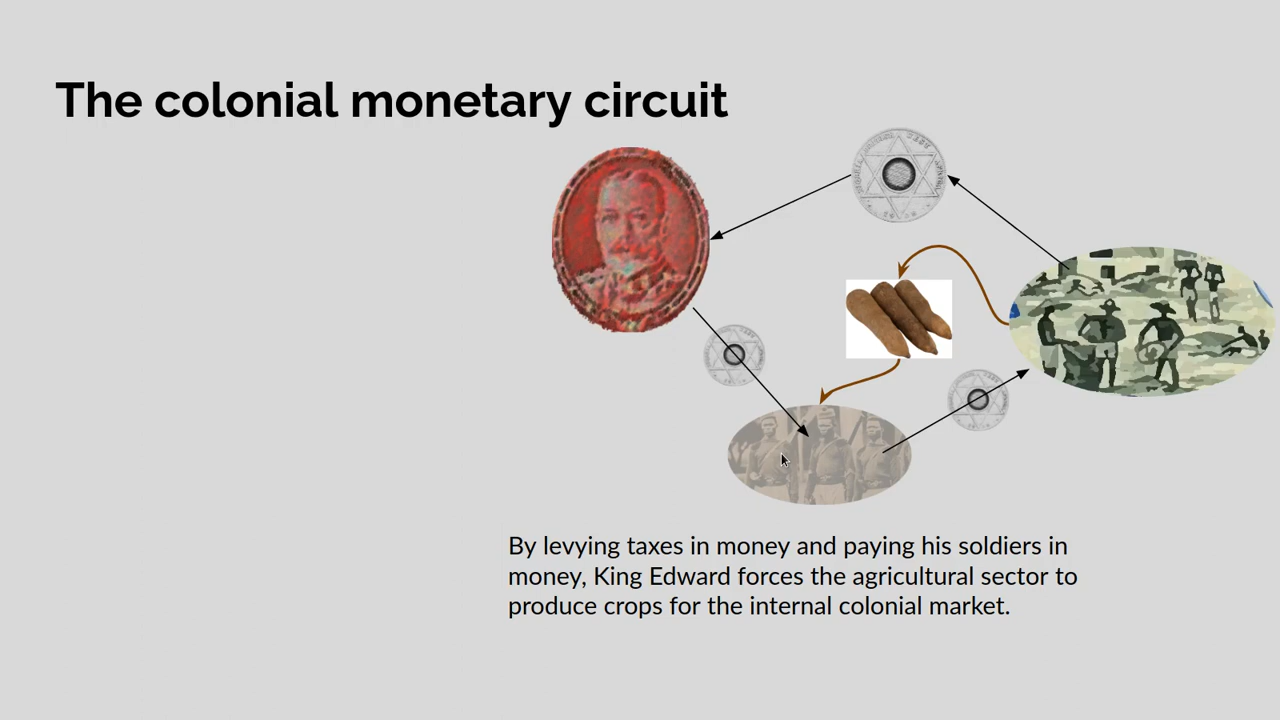 The colonial monetary circuit
By levying taxes in money and paying his soldiers in
money, King Edward forces the agricultural sector to
produce crops for the internal colonial market.